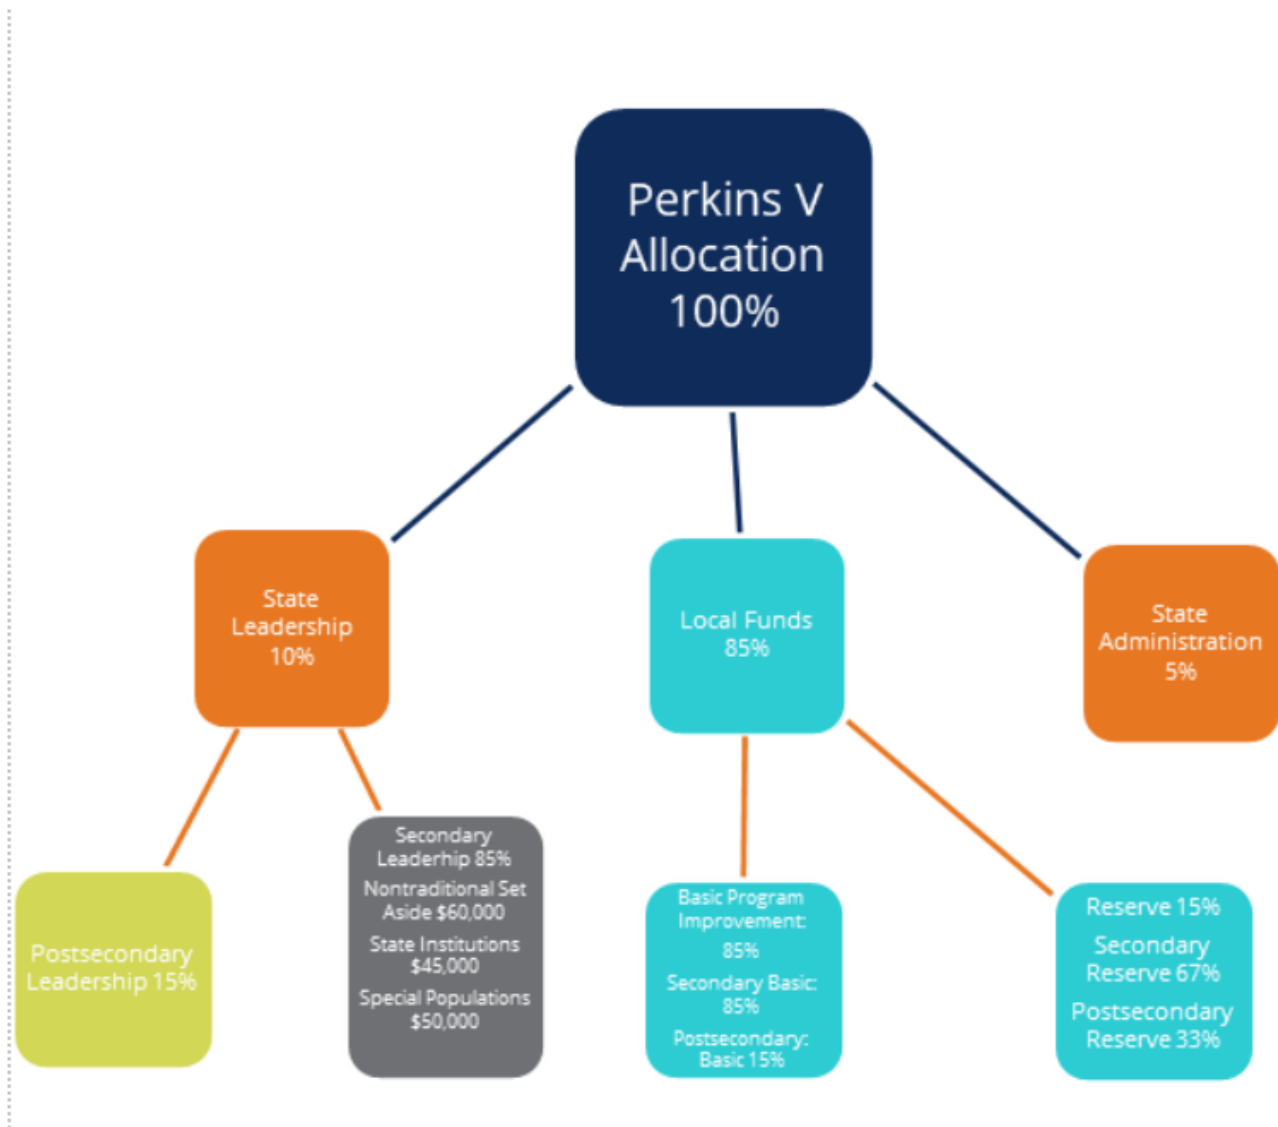 Perkins V
Allocation
100%
State
Leadership
10%
Local Funds
85%
State
Administration
5%
Postsecondary
Leadership 15%
Secondary
Leaderhip 85%
Nontraditional Set
Aside $60,000
State Institutions
$45,000
Special Populations
$50,000
Basic Program
Improvement:
85%
Secondary Basic:
85%
Postsecondary:
Basic 15%
Reserve 15%
Secondary
Reserve 67%
Postsecondary
Reserve 33%